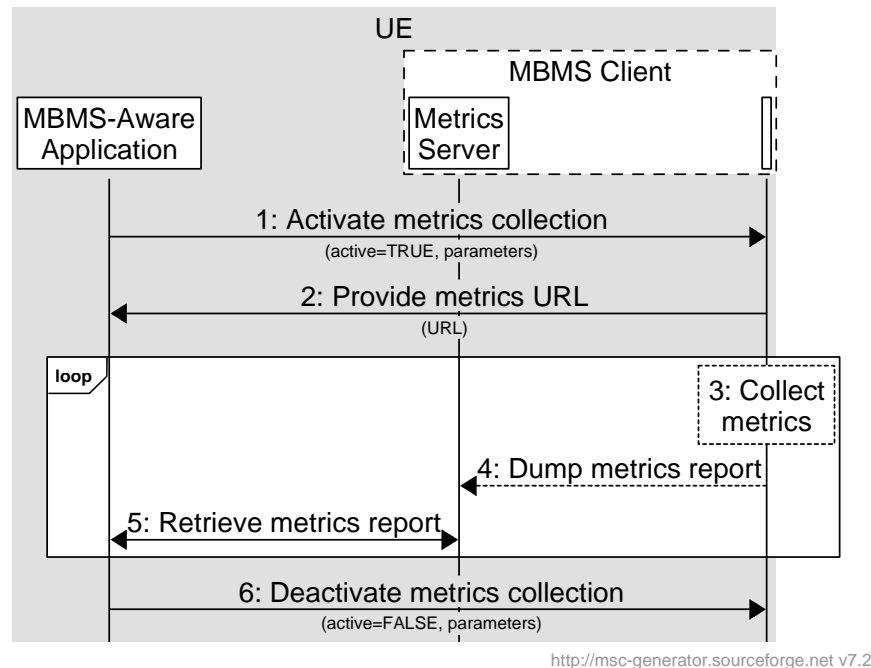 UE
MBMS Client
MBMS-Aware
Application
Metrics
Server
1: Activate metrics collection
(active=TRUE, parameters)
2: Provide metrics URL
(URL)
loop
3: Collect
metrics
4: Dump metrics report
5: Retrieve metrics report
6: Deactivate metrics collection
(active=FALSE, parameters)
http://msc-generator.sourceforge.net v7.2